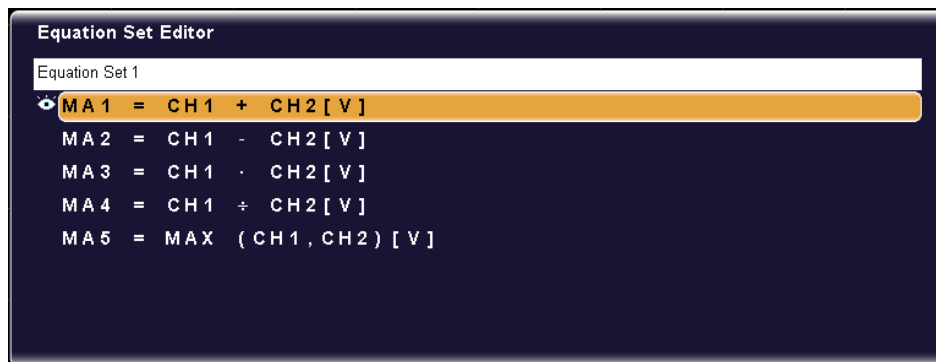 Equation Set Editor
Equation Set 1
MA1 = CH1 + CH2[V]
MA2 = CH1 - CH2[V]
MA3 = CH1 · CH2[V]
MA4 = CH1 ÷ CH2[V]
MA5 = MAX (CH1,CH2)[V]